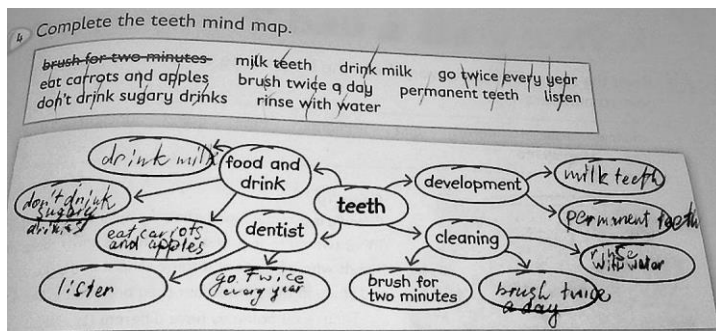 4 Complete the teeth mind map.
brush for two minutes milk teeth drink milk go twice every year
eat carrots and apples brush twice a day permanent teeth listen
don't drink sugary drinks rinse with water
drink milk
food and
drink
development
milk teeth
don't drink
sugary
drinks
teeth
permanent teeth
eat carrots
and apples
dentist
cleaning
rinse
with water
listen
go twice
every year
brush for
two minutes
brush twice
a day